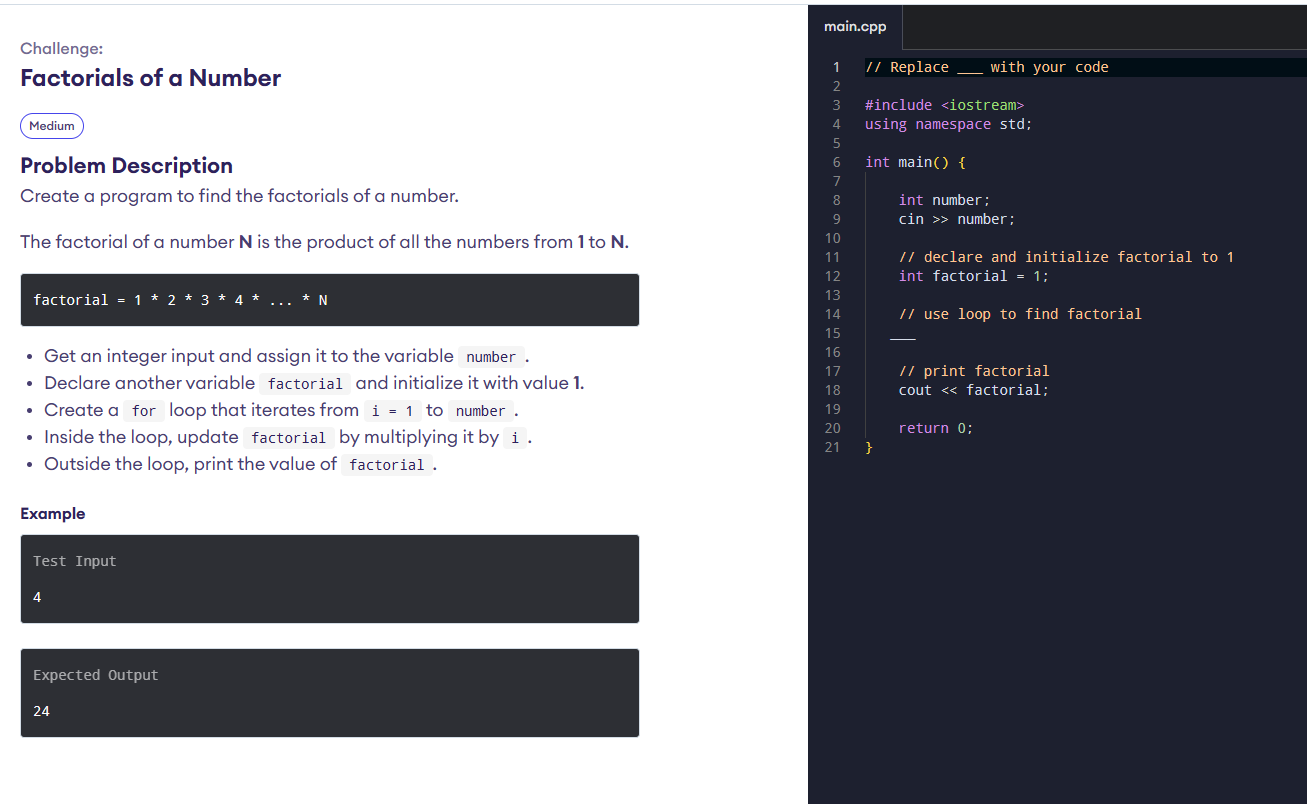 Challenge:
Factorials of a Number
Medium
Problem Description
Create a program to find the factorials of a number.
The factorial of a number N is the product of all the numbers from 1 to N.
factorial = 1 * 2 * 3 * 4 * ... * N
• Get an integer input and assign it to the variable number .
• Declare another variable factorial and initialize it with value 1.
• Create a for loop that iterates from i = 1 to number .
• Inside the loop, update factorial by multiplying it by i .
• Outside the loop, print the value of factorial .
Example
Test Input
4
Expected Output
24
main.cpp
1 // Replace ___ with your code
2
3 #include <iostream>
4 using namespace std;
5
6 int main() {
7
8 int number;
9 cin >> number;
10
11 // declare and initialize factorial to 1
12 int factorial = 1;
13
14 // use loop to find factorial
15 ___
16
17 // print factorial
18 cout << factorial;
19
20 return 0;
21 }